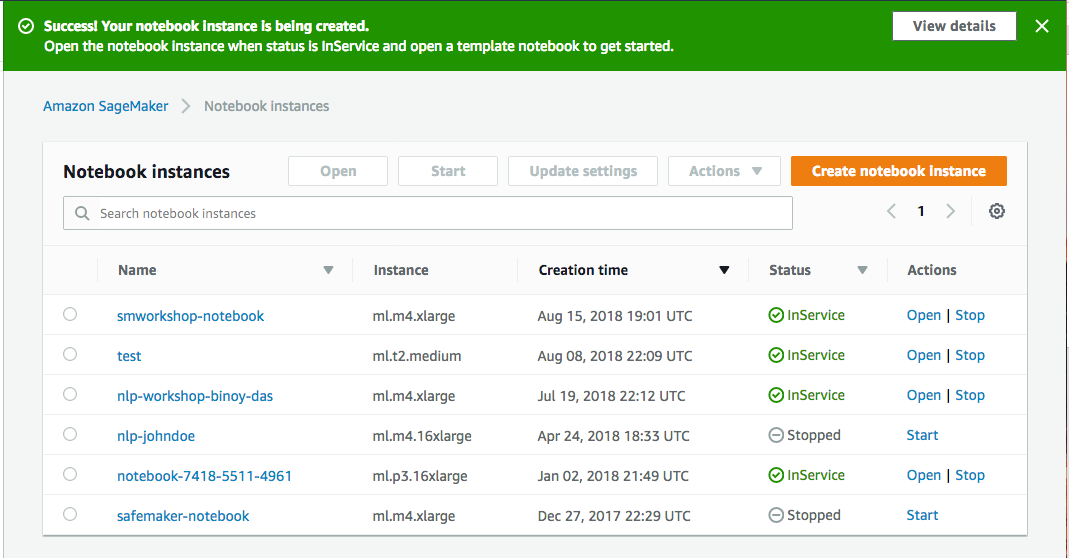 Success! Your notebook instance is being created.
View details
Open the notebook instance when status is InService and open a template notebook to get started.
Amazon SageMaker Notebook instances
Notebook instances Open Start Update settings Actions Create notebook instance
Search notebook instances 1
Name Instance Creation time Status Actions
smworkshop-notebook ml.m4.xlarge Aug 15, 2018 19:01 UTC InService Open | Stop
test ml.t2.medium Aug 08, 2018 22:09 UTC InService Open | Stop
nlp-workshop-binoy-das ml.m4.xlarge Jul 19, 2018 22:12 UTC InService Open | Stop
nlp-johndoe ml.m4.16xlarge Apr 24, 2018 18:33 UTC Stopped Start
notebook-7418-5511-4961 ml.p3.16xlarge Jan 02, 2018 21:49 UTC InService Open | Stop
safemaker-notebook ml.m4.xlarge Dec 27, 2017 22:29 UTC Stopped Start